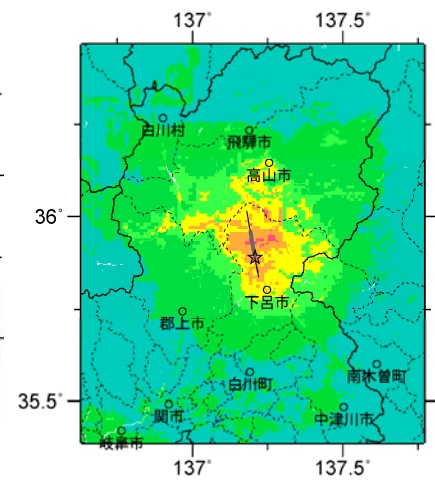 137°
137.5°
白川村
飛騨市
高山市
36°
下呂市
郡上市
白川町
南木曽町
35.5°
関市
中津川市
岐阜市
137°
137.5°